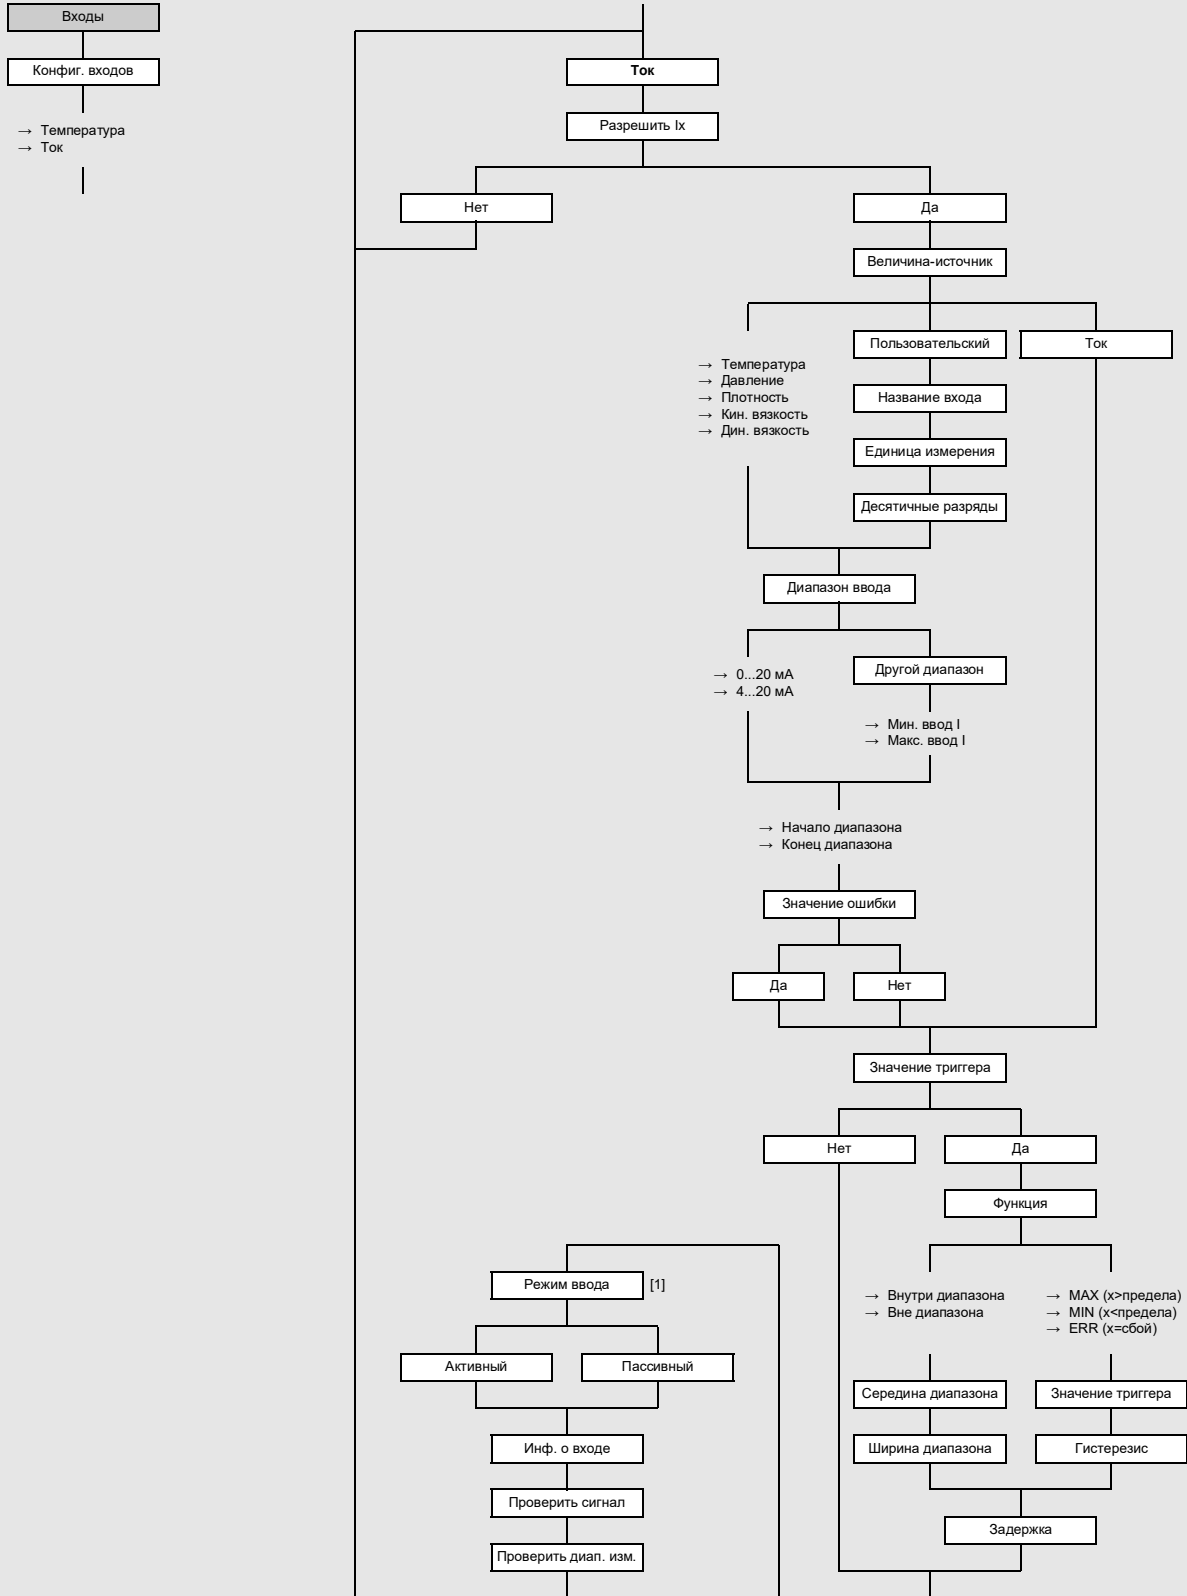 Входы
Конфиг. входов
→ Температура
→ Ток
Ток
Разрешить Ix
Нет
Да
Величина-источник
Пользовательский
Ток
→ Температура
→ Давление
→ Плотность
→ Кин. вязкость
→ Дин. вязкость
Название входа
Единица измерения
Десятичные разряды
Диапазон ввода
→ 0...20 мА
→ 4...20 мА
Другой диапазон
→ Мин. ввод I
→ Макс. ввод I
→ Начало диапазона
→ Конец диапазона
Значение ошибки
Да
Нет
Значение триггера
Нет
Да
Функция
Режим ввода [1]
→ Внутри диапазона
→ Вне диапазона
→ MAX (x>предела)
→ MIN (x<предела)
→ ERR (x=сбой)
Активный
Пассивный
Середина диапазона
Значение триггера
Инф. о входе
Ширина диапазона
Гистерезис
Проверить сигнал
Задержка
Проверить диап. изм.